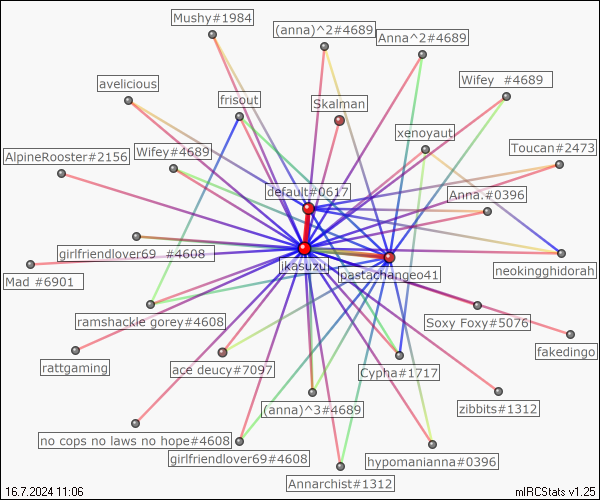 Mushy#1984
(anna)^2#4689
Anna^2#4689
Wifey  #4689
avelicious
frisout
Skalman
xenoyaut
AlpineRooster#2156
Wifey#4689
Toucan#2473
default#0617
Anna.#0396
girlfriendlover69  #4608
ikasuzu
pastachangeo41
neokingghidorah
Mad #6901
ramshackle gorey#4608
Soxy Foxy#5076
fakedingo
rattgaming
ace deucy#7097
Cypha#1717
(anna)^3#4689
zibbits#1312
no cops no laws no hope#4608
girlfriendlover69#4608
hypomanianna#0396
Annarchist#1312
16.7.2024 11:06
mIRCStats v1.25